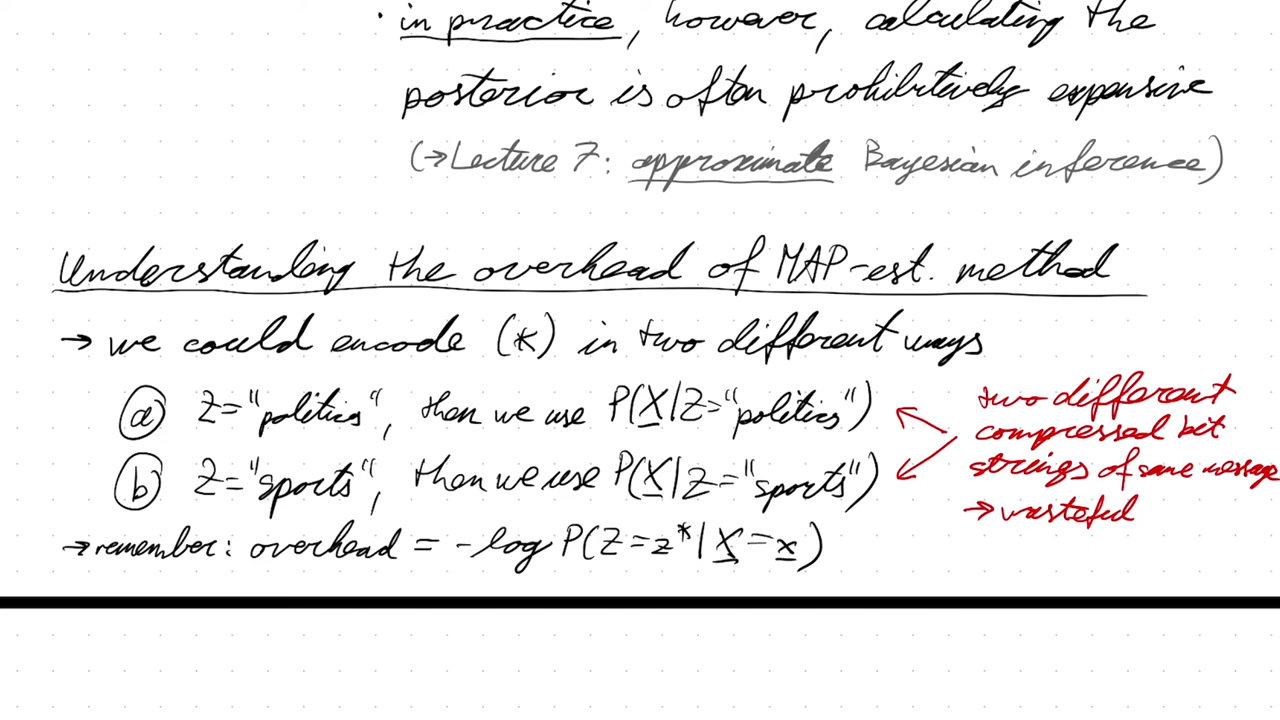 · in practice, however, calculating the
posterior is often prohibitively expensive
(→Lecture 7: approximate Bayesian inference)
Understanding the overhead of MAP-est. method
→ we could encode (*) in two different ways
ⓐ Z="politics", then we use P(X|Z="politics")
ⓑ Z="sports", then we use P(X|Z="sports")
two different
compressed bit
strings of same message
→ wasteful
→ remember: overhead = -log P(Z=z*|X=x)